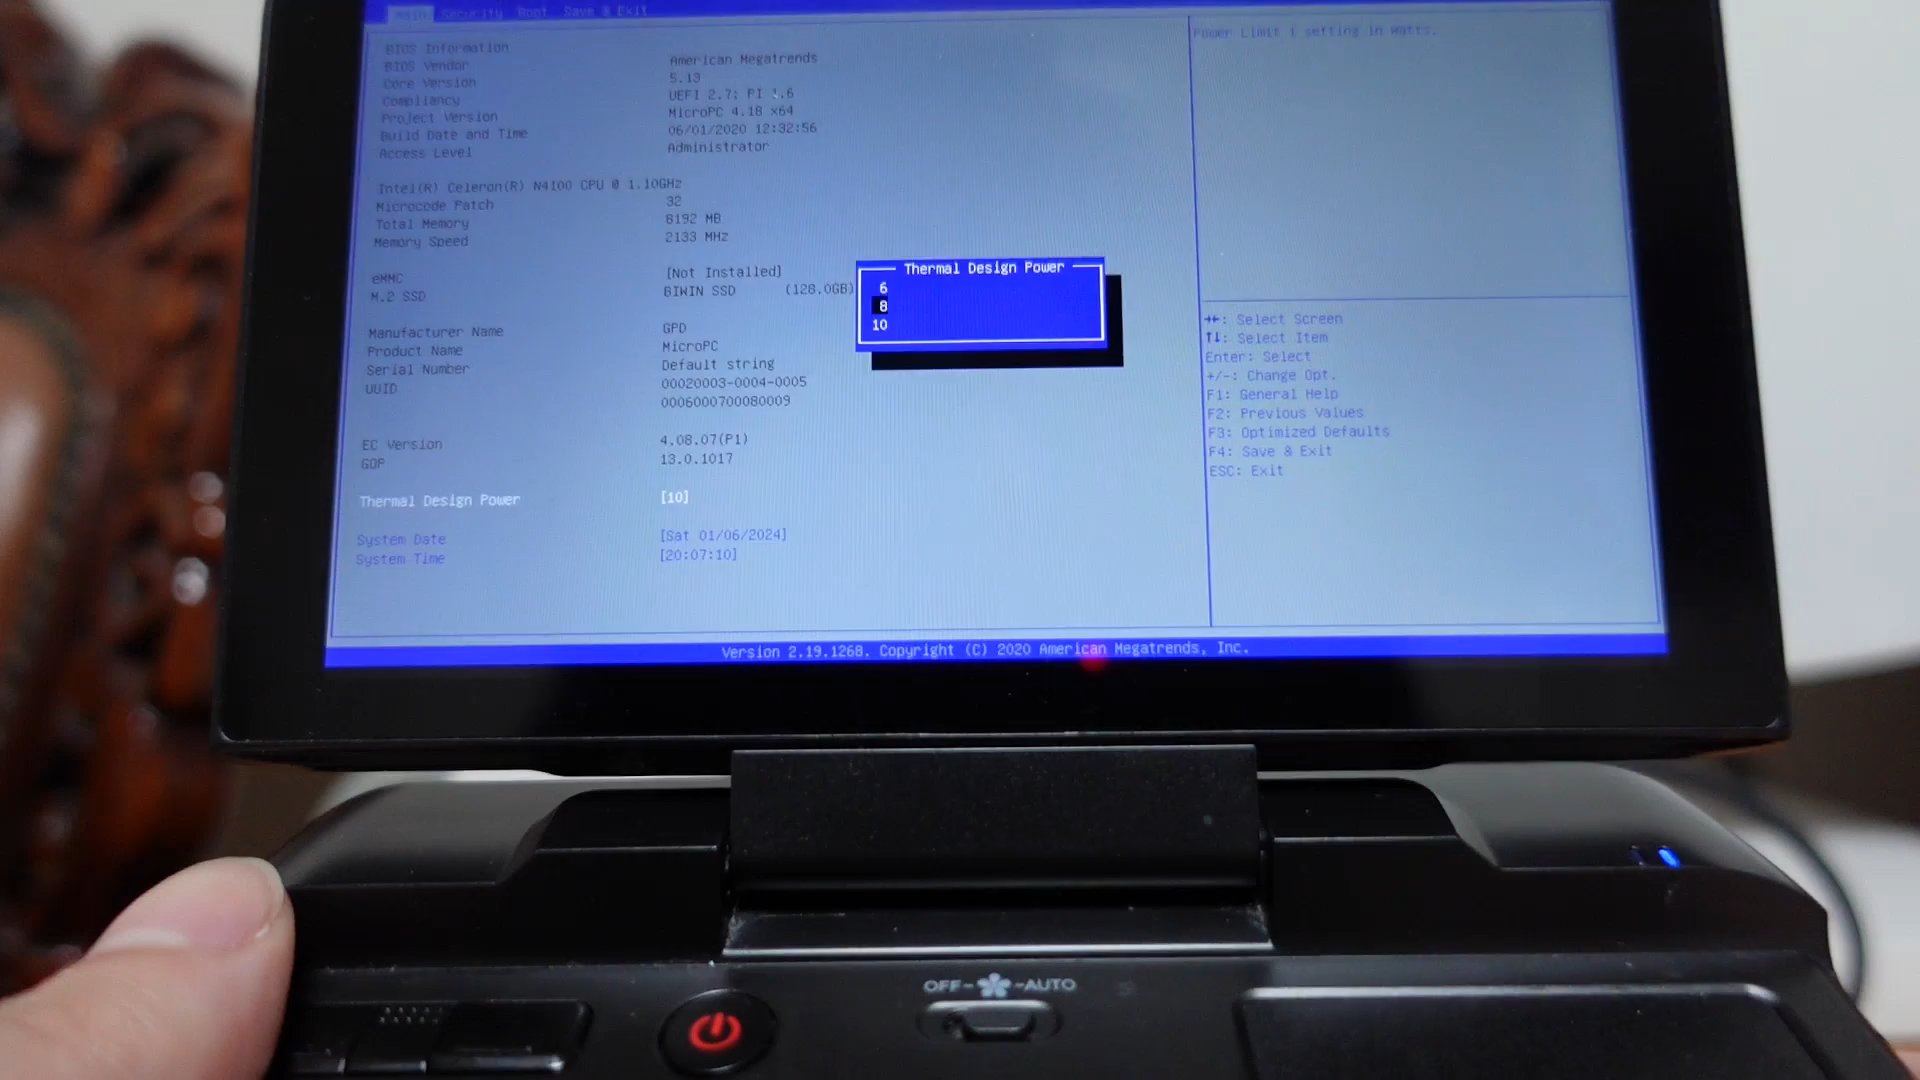 Main Security Boot Save & Exit
BIOS Information
BIOS Vendor American Megatrends
Core Version 5.13
Compliancy UEFI 2.7; PI 1.6
Project Version MicroPC 4.18 x64
Build Date and Time 06/01/2020 12:32:56
Access Level Administrator
Intel(R) Celeron(R) N4100 CPU @ 1.10GHz
Microcode Patch 32
Total Memory 8192 MB
Memory Speed 2133 MHz
eMMC [Not Installed]
M.2 SSD BIWIN SSD (128.0GB)
Manufacturer Name GPD
Product Name MicroPC
Serial Number Default string
UUID 00020003-0004-0005
0006000700080009
EC Version 4.08.07(P1)
GOP 13.0.1017
Thermal Design Power [10]
System Date [Sat 01/06/2024]
System Time [20:07:10]
Thermal Design Power
6
8
10
Power Limit 1 setting in Watts.
→←: Select Screen
↑↓: Select Item
Enter: Select
+/-: Change Opt.
F1: General Help
F2: Previous Values
F3: Optimized Defaults
F4: Save & Exit
ESC: Exit
Version 2.19.1268. Copyright (C) 2020 American Megatrends, Inc.
OFF- -AUTO